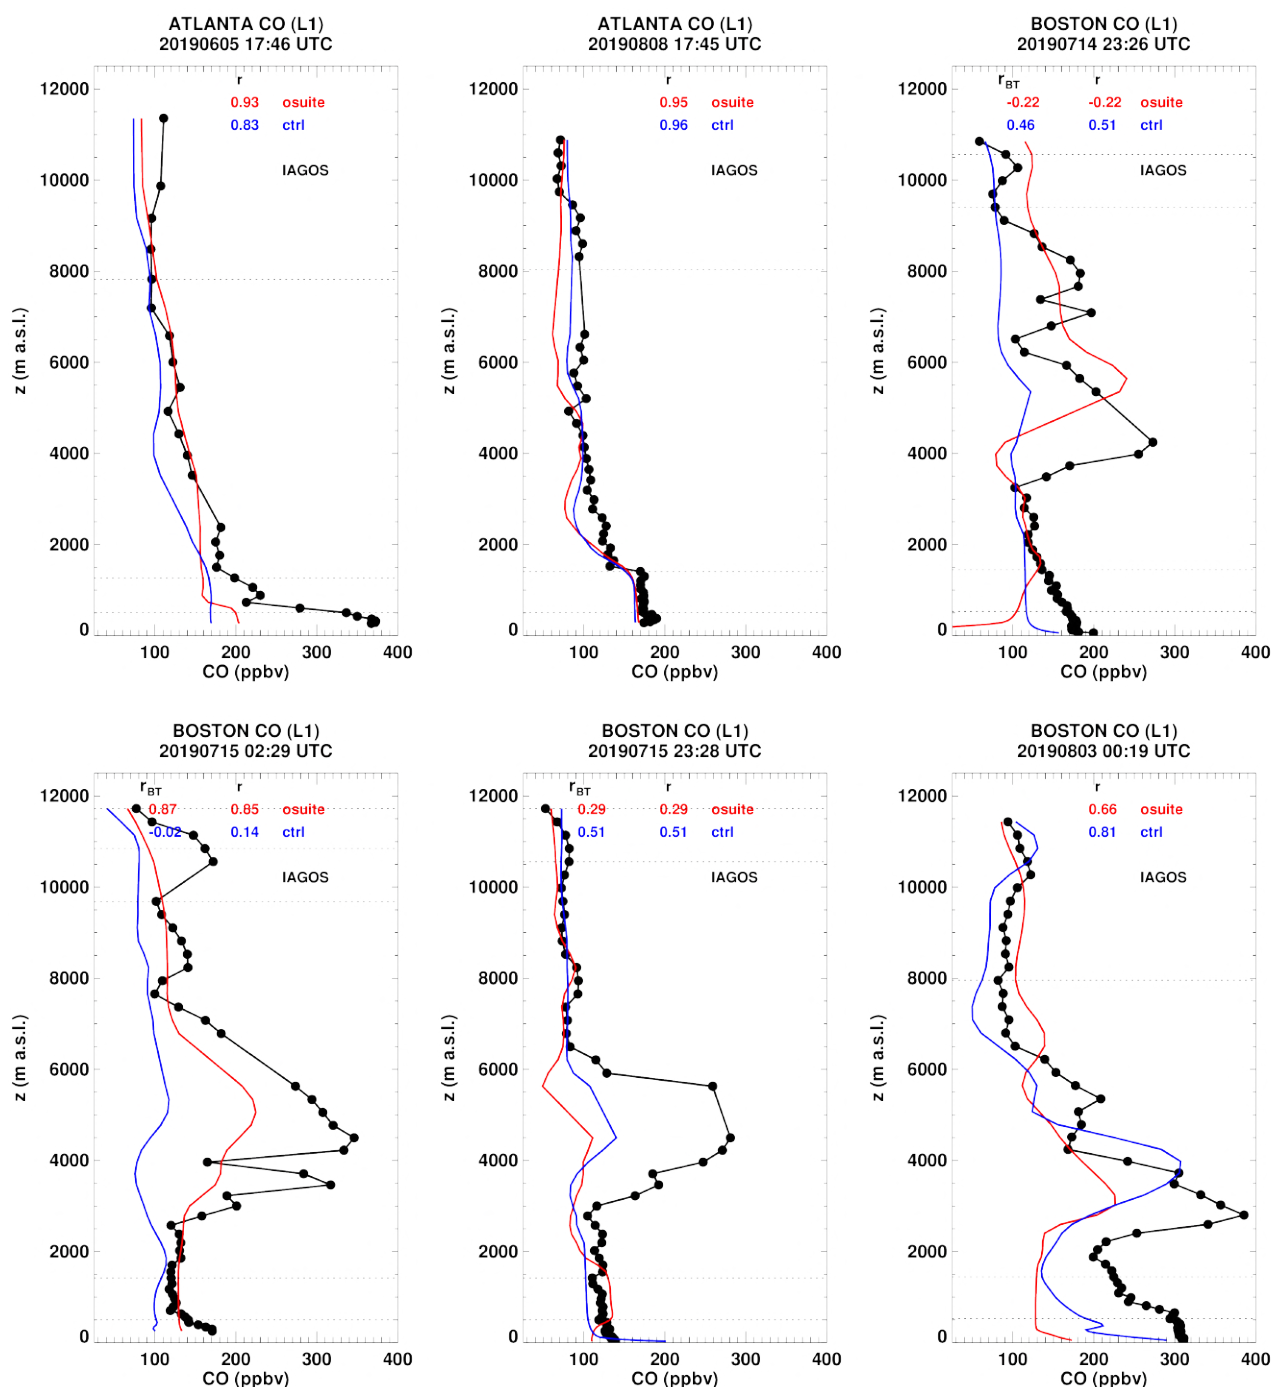 ATLANTA CO (L1)
20190605 17:46 UTC
r
0.93 osuite
0.83 ctrl
IAGOS
12000
10000
8000
6000
4000
2000
0
z (m a.s.l.)
100 200 300 400
CO (ppbv)
ATLANTA CO (L1)
20190808 17:45 UTC
r
0.95 osuite
0.96 ctrl
IAGOS
12000
10000
8000
6000
4000
2000
0
z (m a.s.l.)
100 200 300 400
CO (ppbv)
BOSTON CO (L1)
20190714 23:26 UTC
rBT r
-0.22 -0.22 osuite
0.46 0.51 ctrl
IAGOS
12000
10000
8000
6000
4000
2000
0
z (m a.s.l.)
100 200 300 400
CO (ppbv)
BOSTON CO (L1)
20190715 02:29 UTC
rBT r
0.87 0.85 osuite
-0.02 0.14 ctrl
IAGOS
12000
10000
8000
6000
4000
2000
0
z (m a.s.l.)
100 200 300 400
CO (ppbv)
BOSTON CO (L1)
20190715 23:28 UTC
rBT r
0.29 0.29 osuite
0.51 0.51 ctrl
IAGOS
12000
10000
8000
6000
4000
2000
0
z (m a.s.l.)
100 200 300 400
CO (ppbv)
BOSTON CO (L1)
20190803 00:19 UTC
r
0.66 osuite
0.81 ctrl
IAGOS
12000
10000
8000
6000
4000
2000
0
z (m a.s.l.)
100 200 300 400
CO (ppbv)